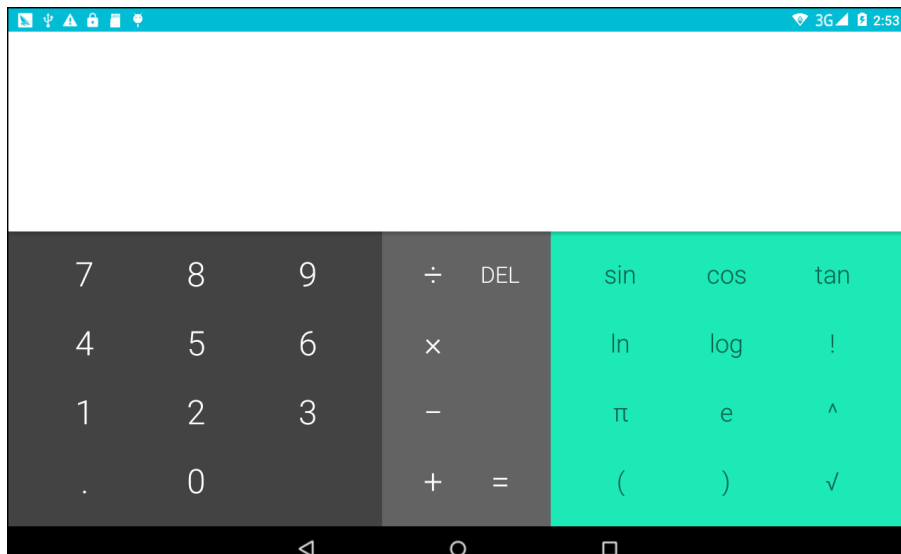 3G 2:53
7 8 9 ÷ DEL sin cos tan
4 5 6 × ln log !
1 2 3 − π e ^
. 0 + = ( ) √